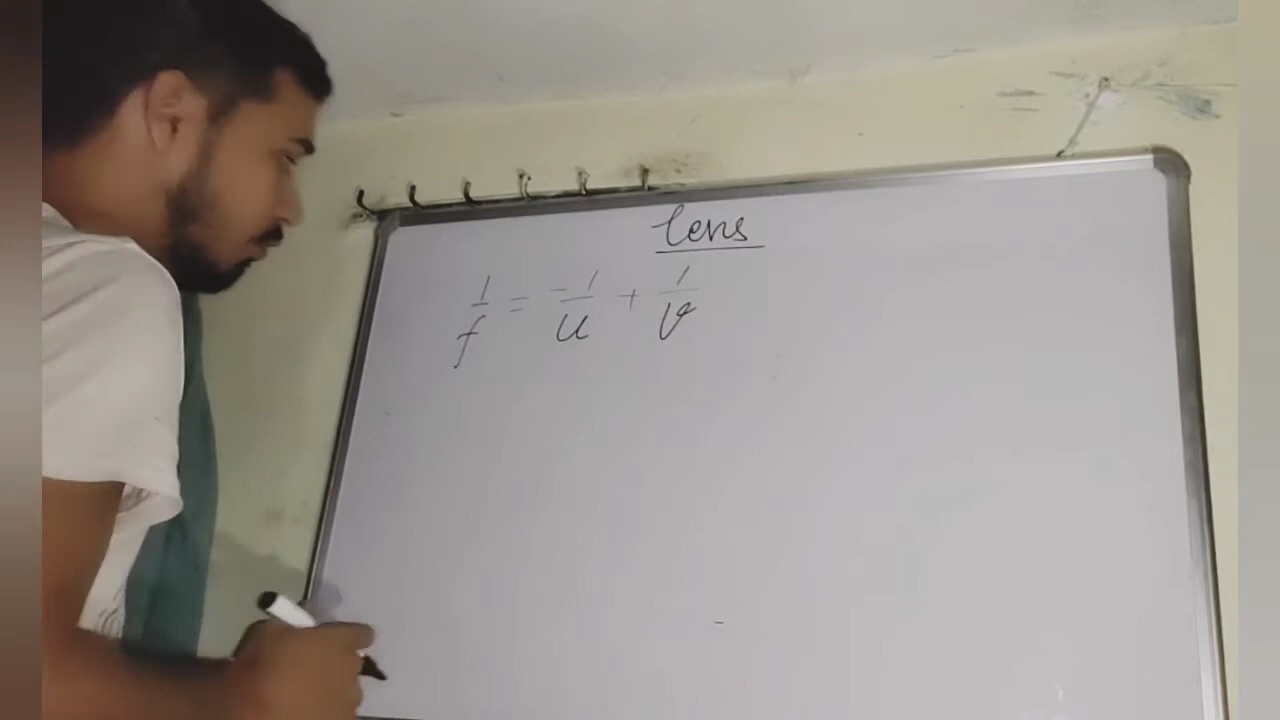 lens
1/f = -1/u + 1/v